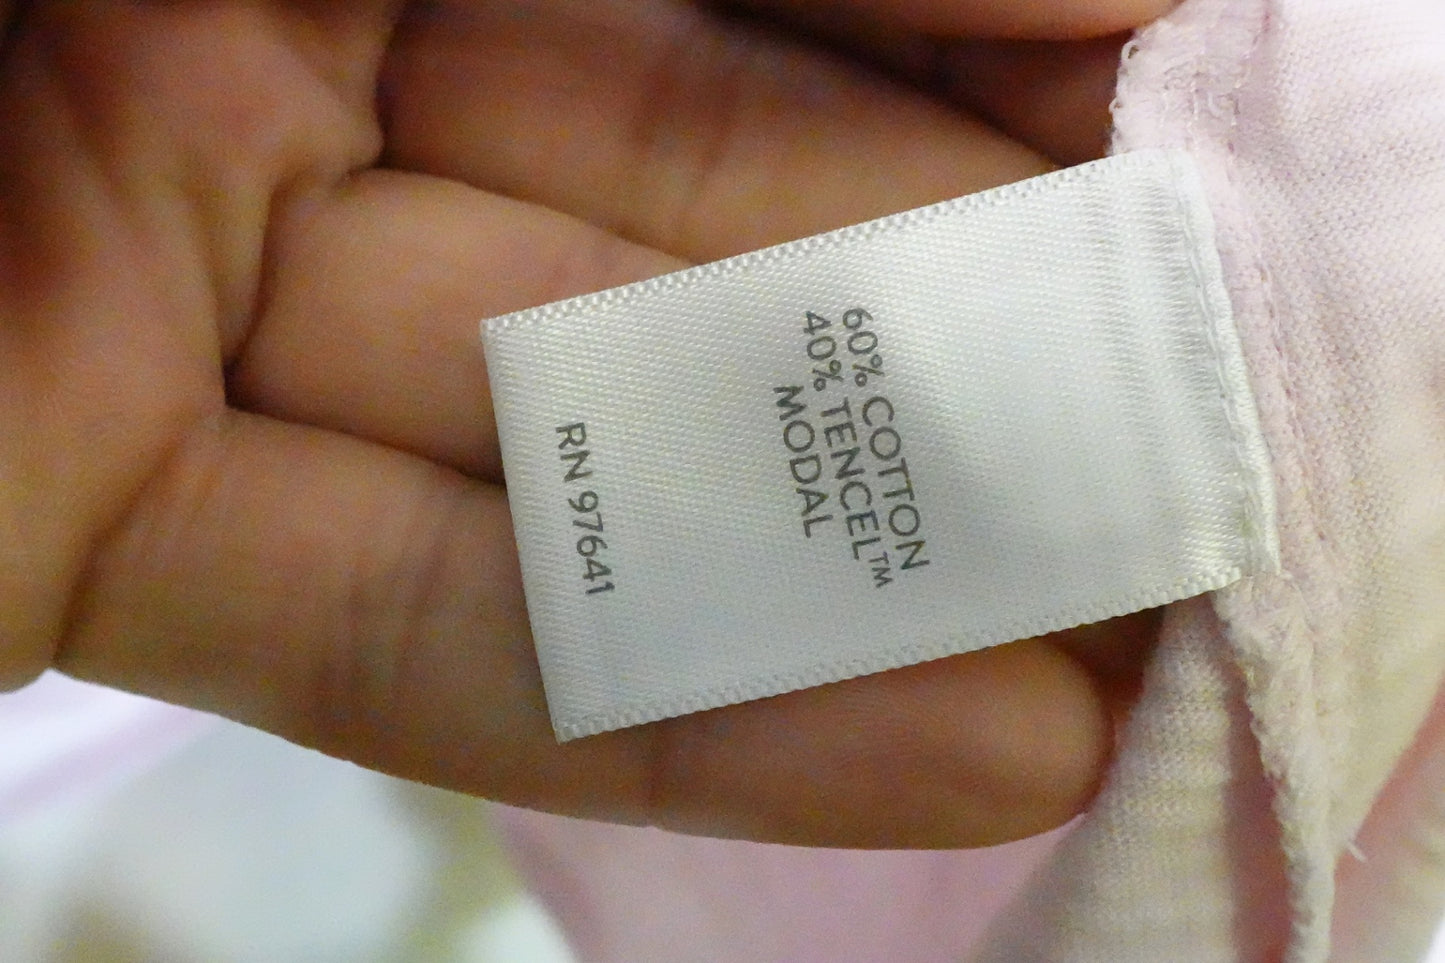 60% COTTON
40% TENCEL™
MODAL
RN 97641